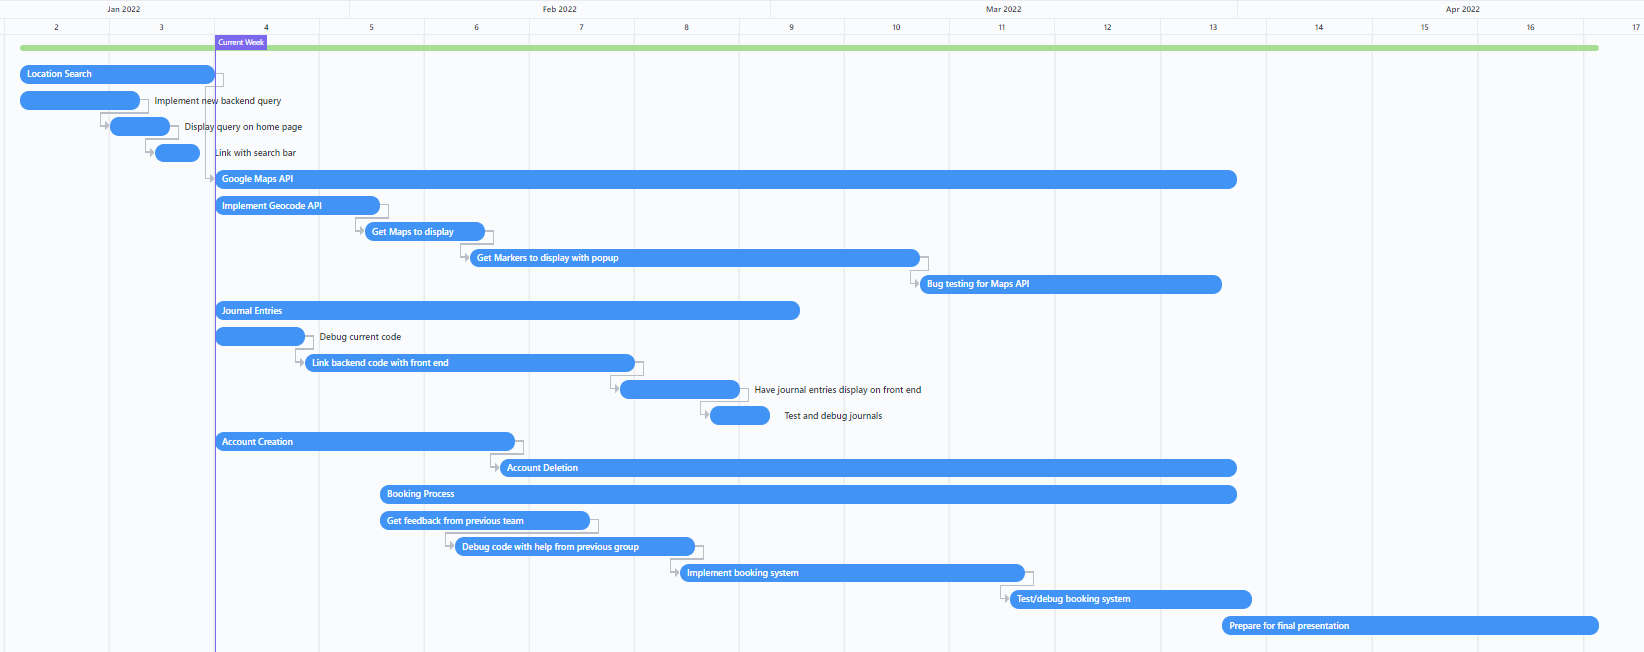 Jan 2022 Feb 2022 Mar 2022 Apr 2022
2 3 4 5 6 7 8 9 10 11 12 13 14 15 16 17
Current Week
Location Search
Implement new backend query
Display query on home page
Link with search bar
Google Maps API
Implement Geocode API
Get Maps to display
Get Markers to display with popup
Bug testing for Maps API
Journal Entries
Debug current code
Link backend code with front end
Have journal entries display on front end
Test and debug journals
Account Creation
Account Deletion
Booking Process
Get feedback from previous team
Debug code with help from previous group
Implement booking system
Test/debug booking system
Prepare for final presentation